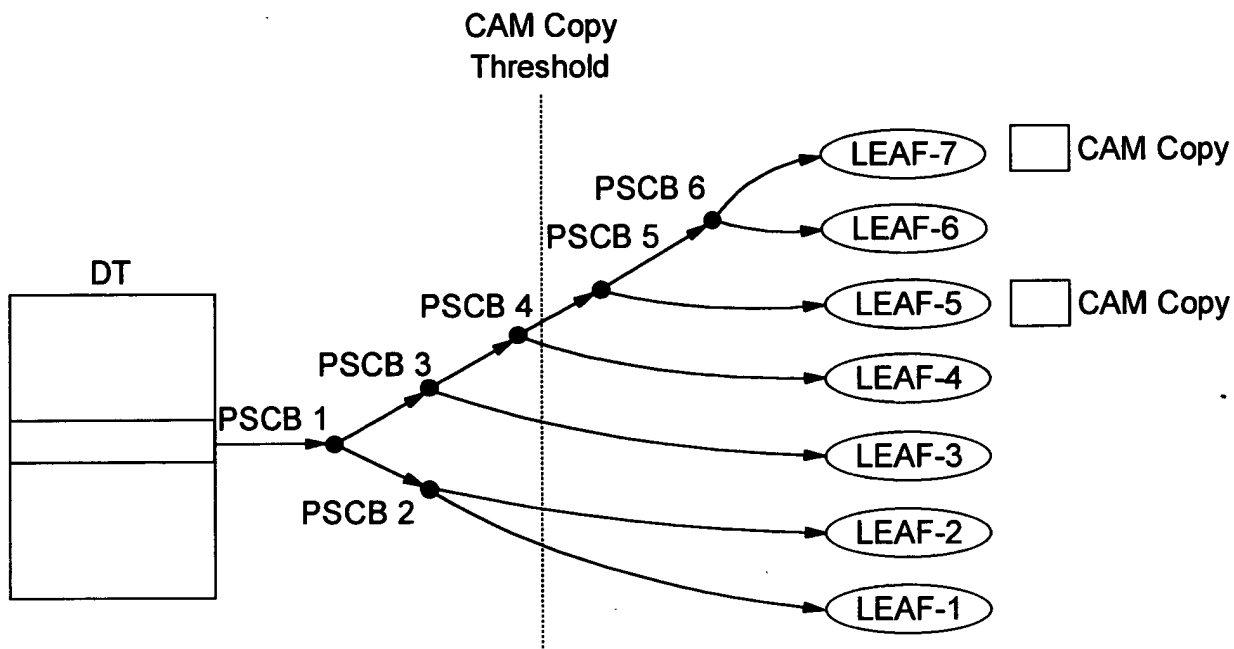 CAM Copy
Threshold
LEAF-7
CAM Copy
PSCB 6
LEAF-6
PSCB 5
DT
PSCB 4
LEAF-5
CAM Copy
PSCB 3
LEAF-4
PSCB 1
LEAF-3
PSCB 2
LEAF-2
LEAF-1